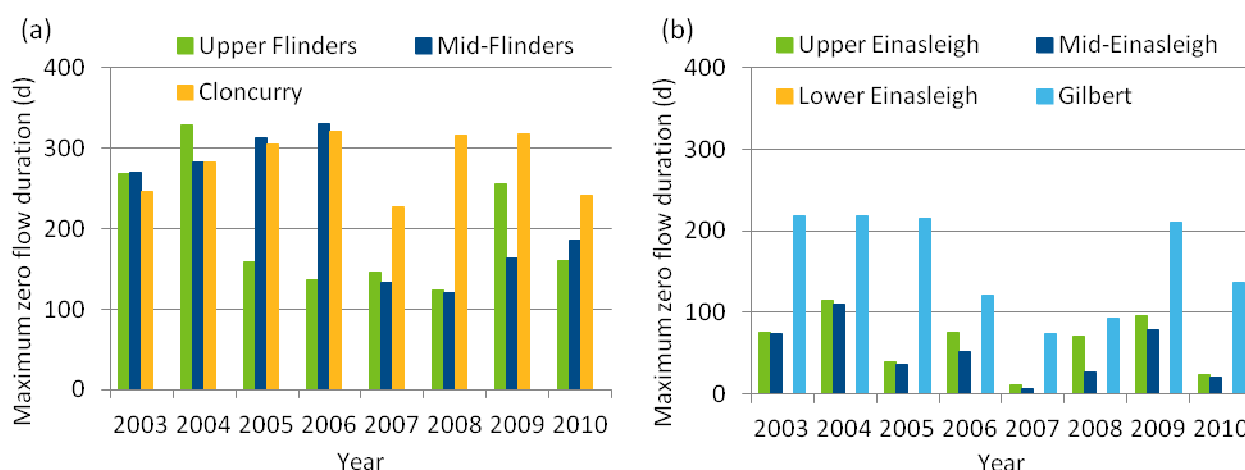 (a)
Upper Flinders Mid-Flinders
Cloncurry
Maximum zero flow duration (d)
400
300
200
100
0
2003 2004 2005 2006 2007 2008 2009 2010
Year
(b)
Upper Einasleigh Mid-Einasleigh
Lower Einasleigh Gilbert
Maximum zero flow duration (d)
400
300
200
100
0
2003 2004 2005 2006 2007 2008 2009 2010
Year